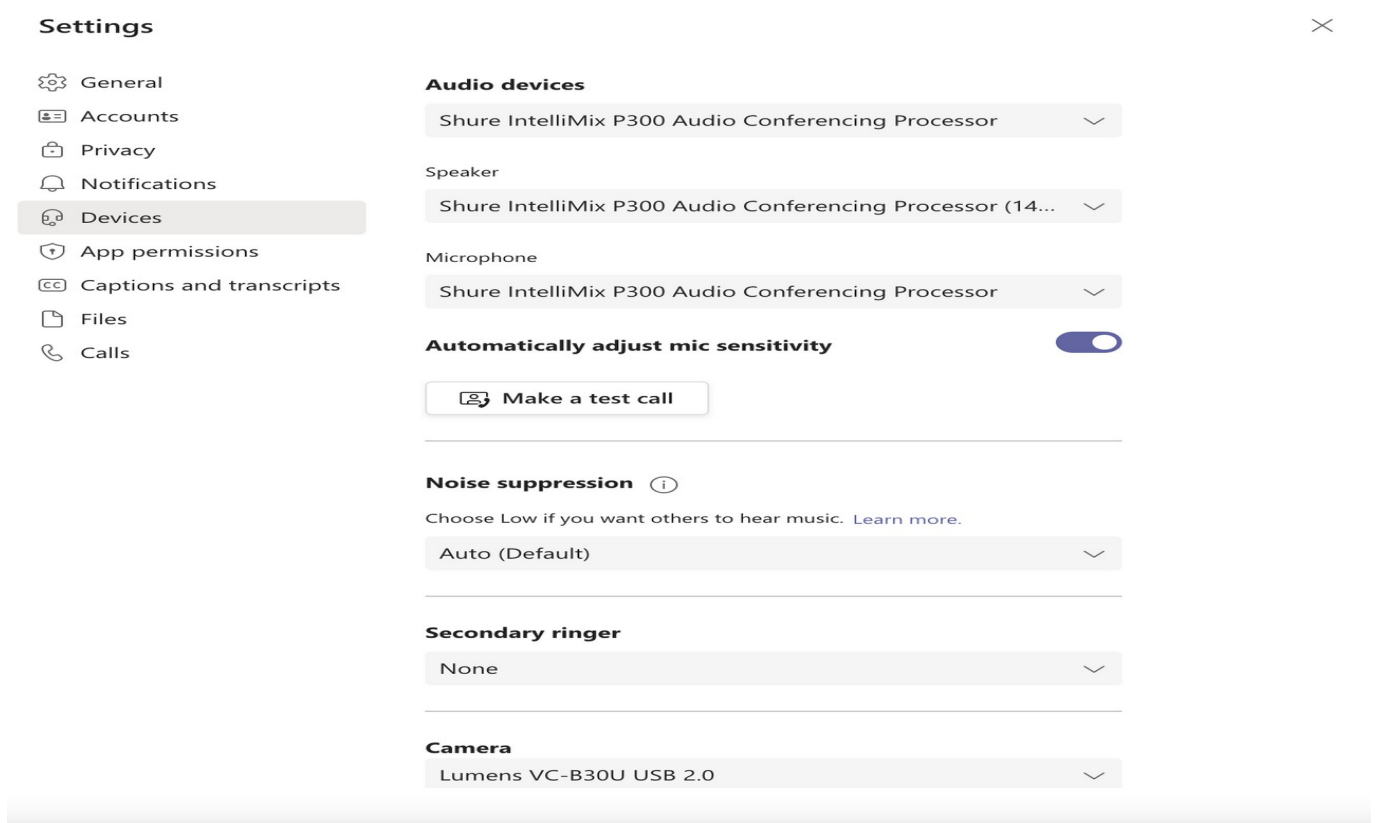 Settings
General
Accounts
Privacy
Notifications
Devices
App permissions
Captions and transcripts
Files
Calls
Audio devices
Shure IntelliMix P300 Audio Conferencing Processor
Speaker
Shure IntelliMix P300 Audio Conferencing Processor (14...
Microphone
Shure IntelliMix P300 Audio Conferencing Processor
Automatically adjust mic sensitivity
Make a test call
Noise suppression
Choose Low if you want others to hear music. Learn more.
Auto (Default)
Secondary ringer
None
Camera
Lumens VC-B30U USB 2.0